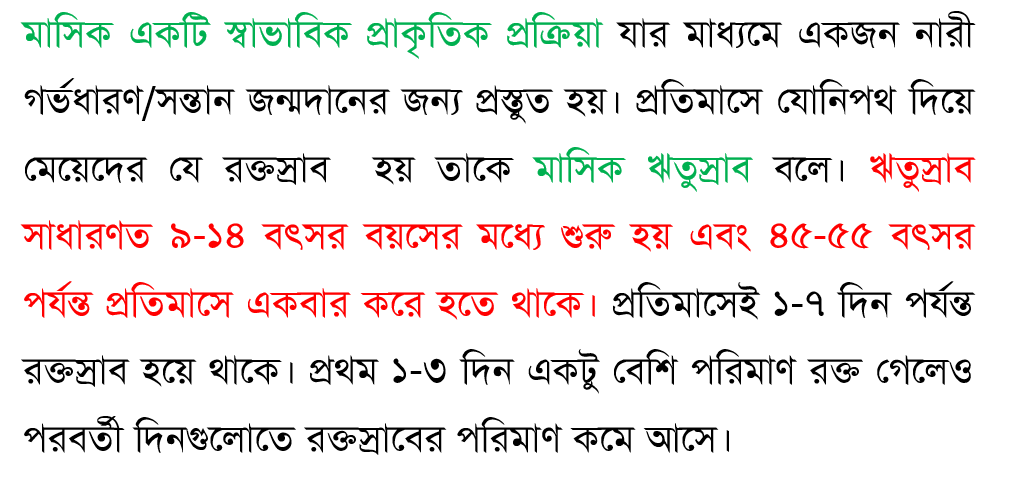 মাসিক একটি স্বাভাবিক প্রাকৃতিক প্রক্রিয়া যার মাধ্যমে একজন নারী
গর্ভধারণ/সন্তান জন্মদানের জন্য প্রস্তুত হয়। প্রতিমাসে যোনিপথ দিয়ে
মেয়েদের যে রক্তস্রাব হয় তাকে মাসিক ঋতুস্রাব বলে। ঋতুস্রাব
সাধারণত ৯-১৪ বৎসর বয়সের মধ্যে শুরু হয় এবং ৪৫-৫৫ বৎসর
পর্যন্ত প্রতিমাসে একবার করে হতে থাকে। প্রতিমাসেই ১-৭ দিন পর্যন্ত
রক্তস্রাব হয়ে থাকে। প্রথম ১-৩ দিন একটু বেশি পরিমাণ রক্ত গেলেও
পরবর্তী দিনগুলোতে রক্তস্রাবের পরিমাণ কমে আসে।